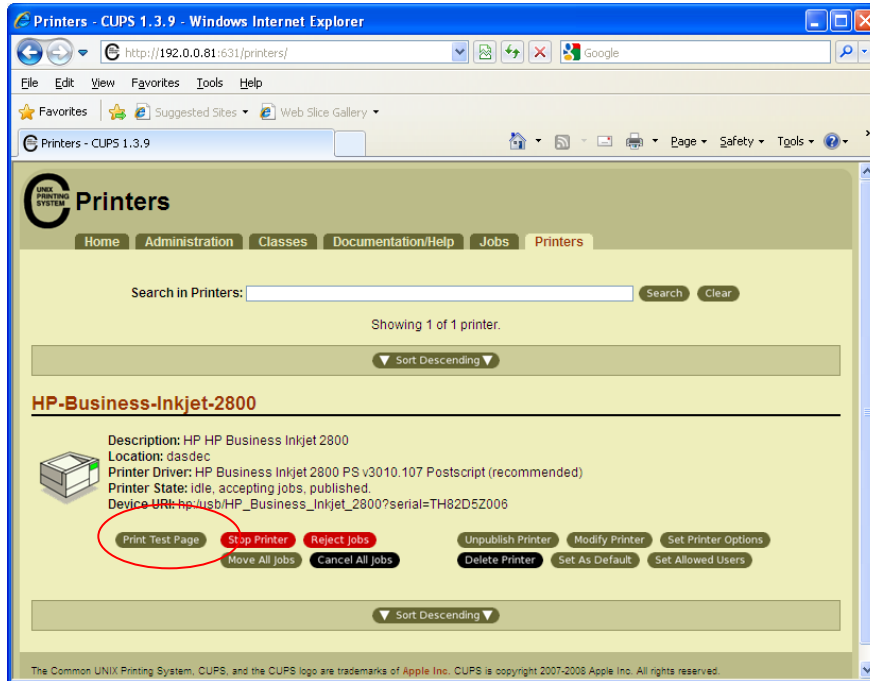 Printers - CUPS 1.3.9 - Windows Internet Explorer
http://192.0.0.81:631/printers/ Google
File Edit View Favorites Tools Help
Favorites Suggested Sites Web Slice Gallery
Printers - CUPS 1.3.9 Page Safety Tools
UNIX PRINTING SYSTEM Printers
Home Administration Classes Documentation/Help Jobs Printers
Search in Printers: Search Clear
Showing 1 of 1 printer.
Sort Descending
HP-Business-Inkjet-2800
Description: HP HP Business Inkjet 2800
Location: dasdec
Printer Driver: HP Business Inkjet 2800 PS v3010.107 Postscript (recommended)
Printer State: idle, accepting jobs, published.
Device URI: hp:/usb/HP_Business_Inkjet_2800?serial=TH82D5Z006
Print Test Page Stop Printer Reject Jobs Unpublish Printer Modify Printer Set Printer Options
Move All Jobs Cancel All Jobs Delete Printer Set As Default Set Allowed Users
Sort Descending
The Common UNIX Printing System, CUPS, and the CUPS logo are trademarks of Apple Inc. CUPS is copyright 2007-2008 Apple Inc. All rights reserved.